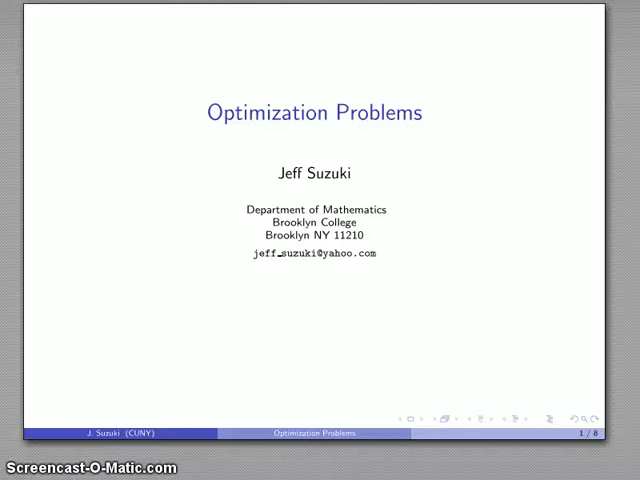 Optimization Problems
Jeff Suzuki
Department of Mathematics
Brooklyn College
Brooklyn NY 11210
jeff_suzuki@yahoo.com
J. Suzuki (CUNY) Optimization Problems 1 / 8
Screencast-O-Matic.com